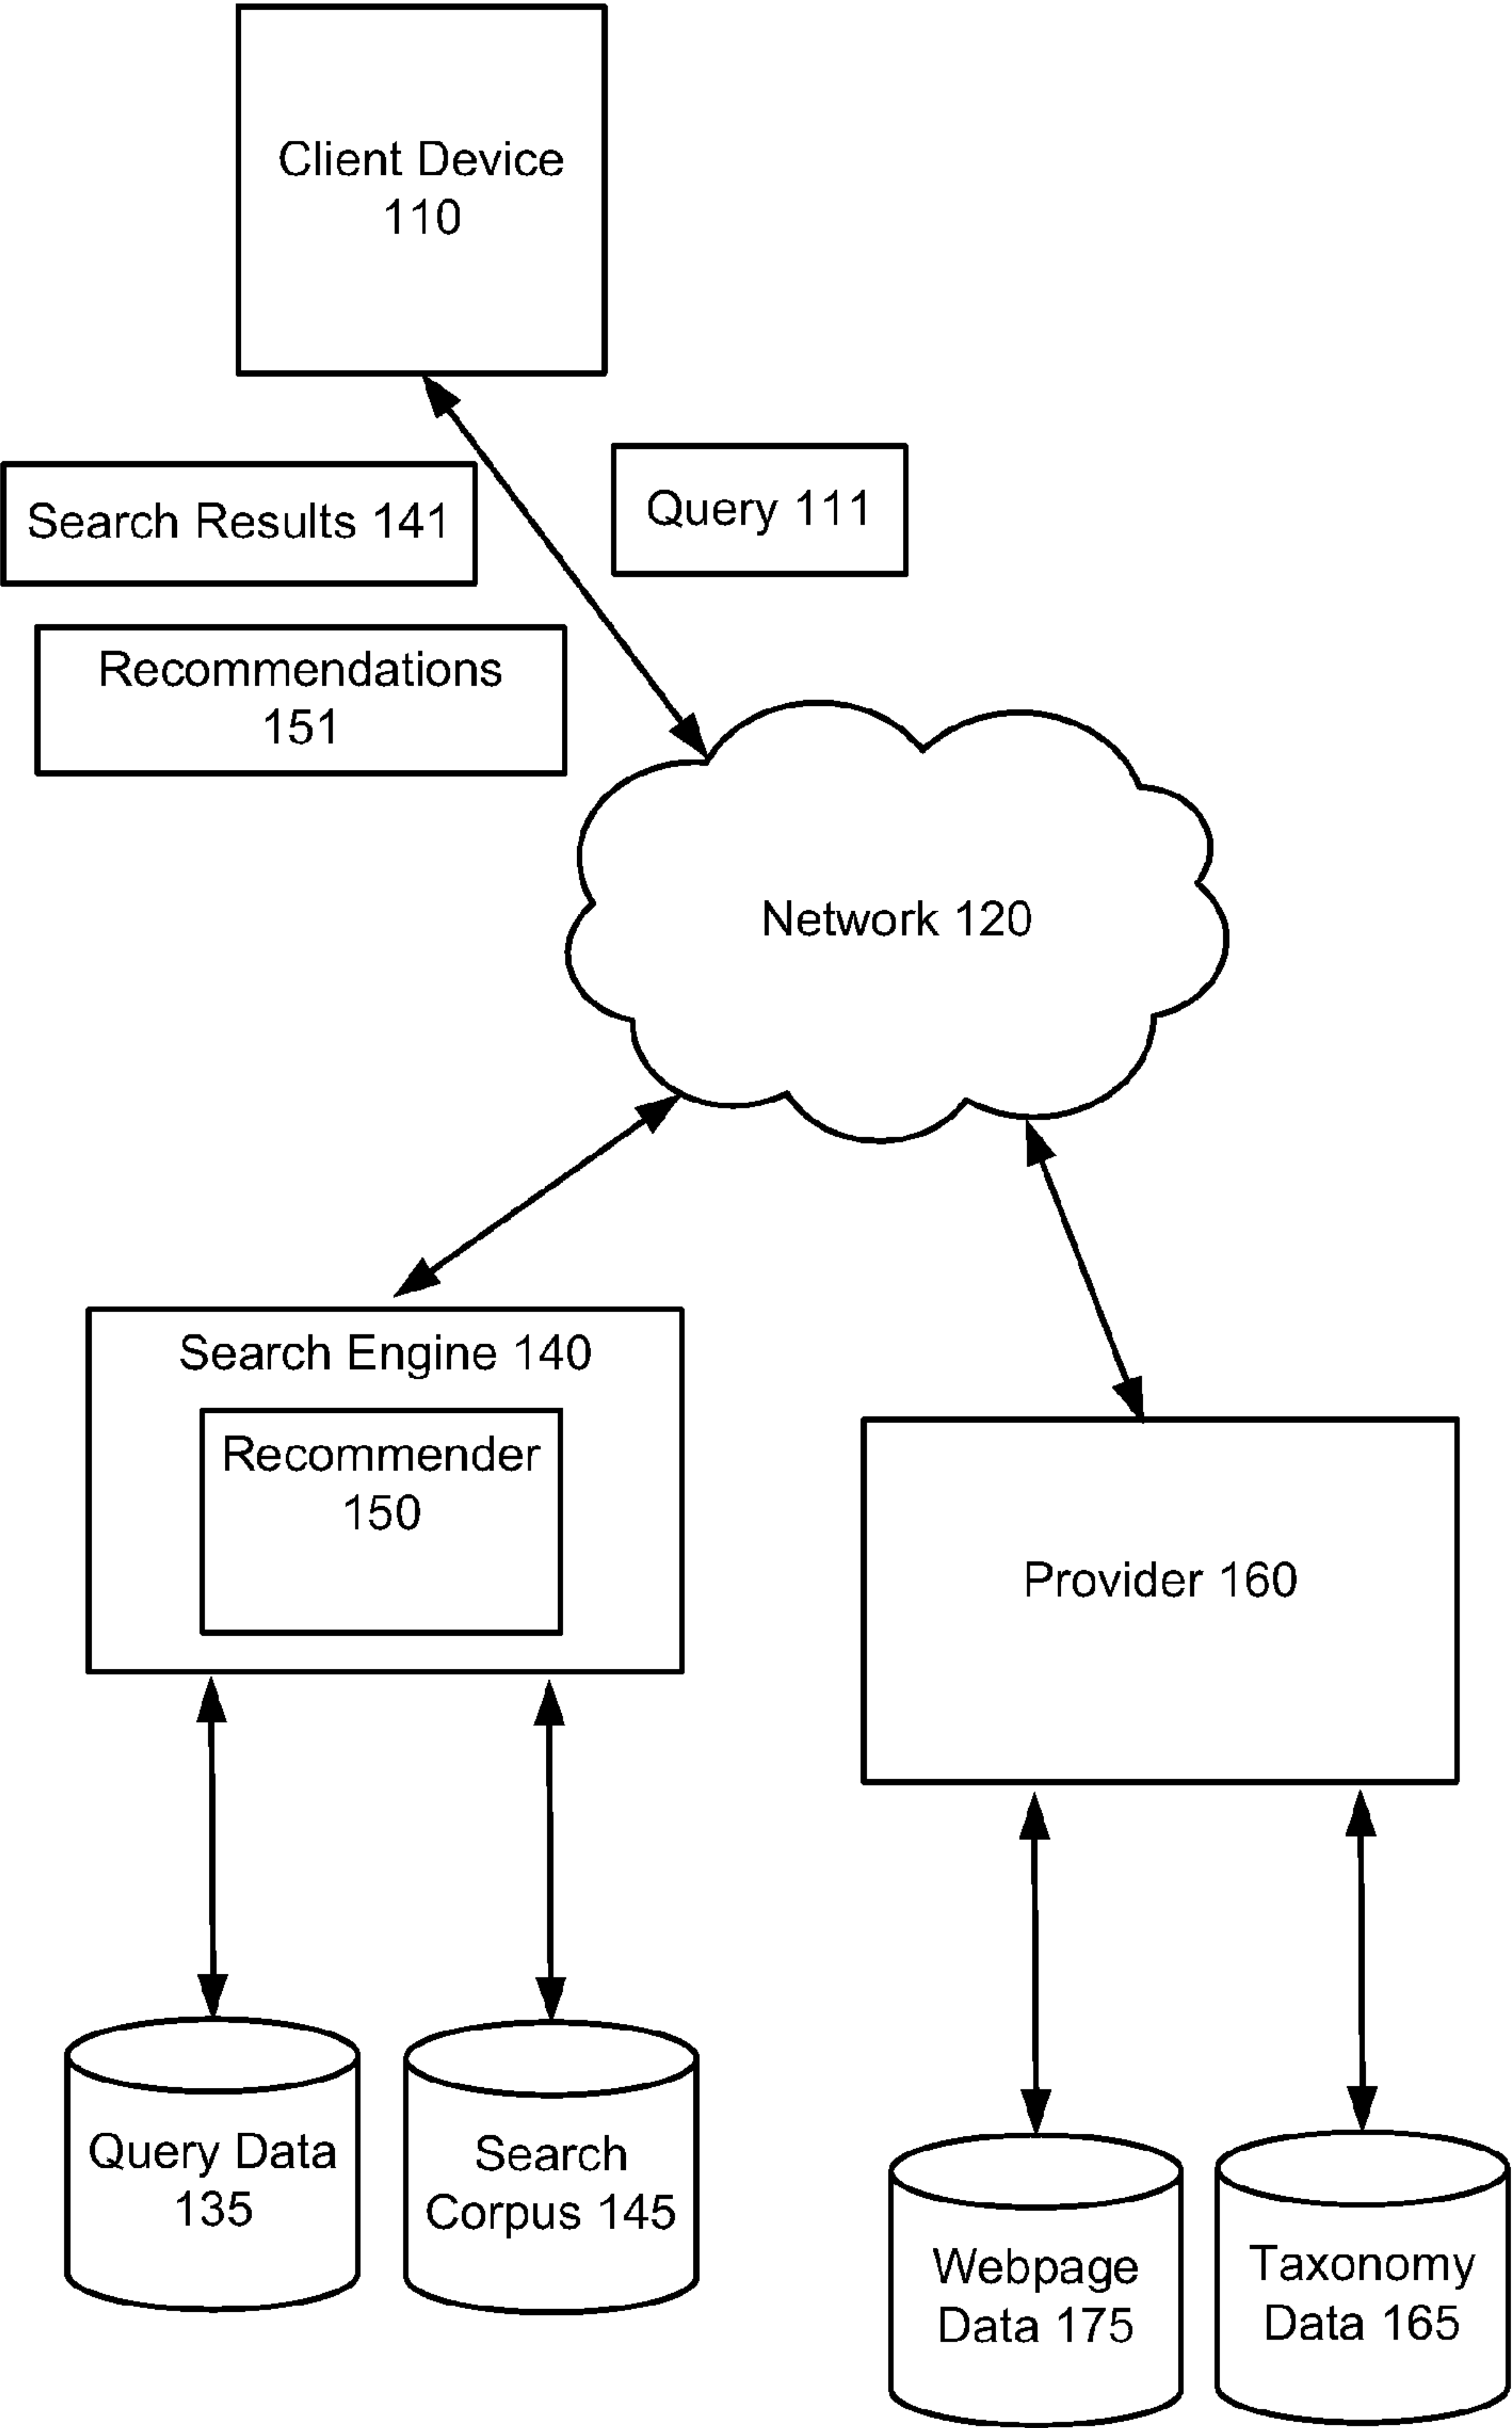 Client Device
110
Search Results 141
Query 111
Recommendations
151
Network 120
Search Engine 140
Recommender
150
Provider 160
Query Data
135
Search
Corpus 145
Webpage
Data 175
Taxonomy
Data 165